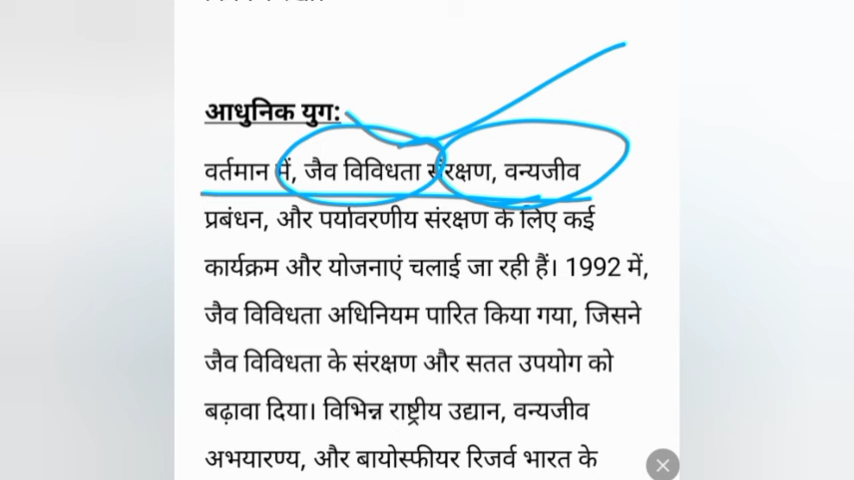 आधुनिक युग:
वर्तमान में, जैव विविधता संरक्षण, वन्यजीव
प्रबंधन, और पर्यावरणीय संरक्षण के लिए कई
कार्यक्रम और योजनाएं चलाई जा रही हैं। 1992 में,
जैव विविधता अधिनियम पारित किया गया, जिसने
जैव विविधता के संरक्षण और सतत उपयोग को
बढ़ावा दिया। विभिन्न राष्ट्रीय उद्यान, वन्यजीव
अभयारण्य, और बायोस्फीयर रिजर्व भारत के